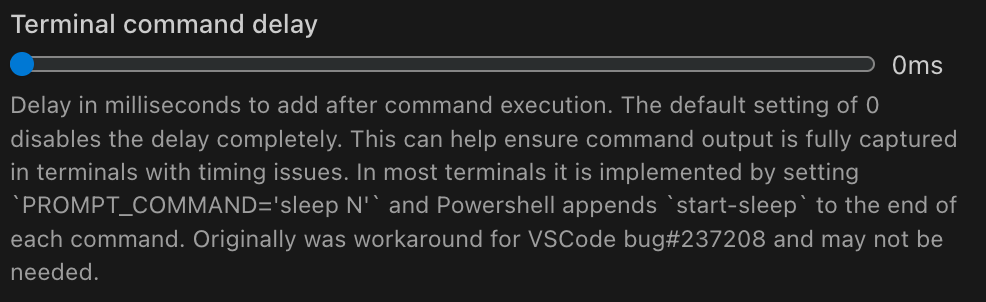 Terminal command delay
0ms
Delay in milliseconds to add after command execution. The default setting of 0
disables the delay completely. This can help ensure command output is fully captured
in terminals with timing issues. In most terminals it is implemented by setting
`PROMPT_COMMAND='sleep N'` and Powershell appends `start-sleep` to the end of
each command. Originally was workaround for VSCode bug#237208 and may not be
needed.